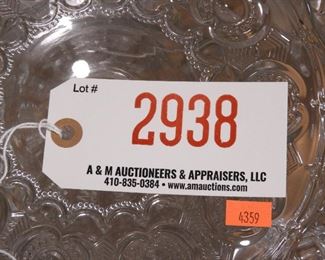 Lot #
2938
A & M AUCTIONEERS & APPRAISERS, LLC
410-835-0384 • www.amauctions.com
4359